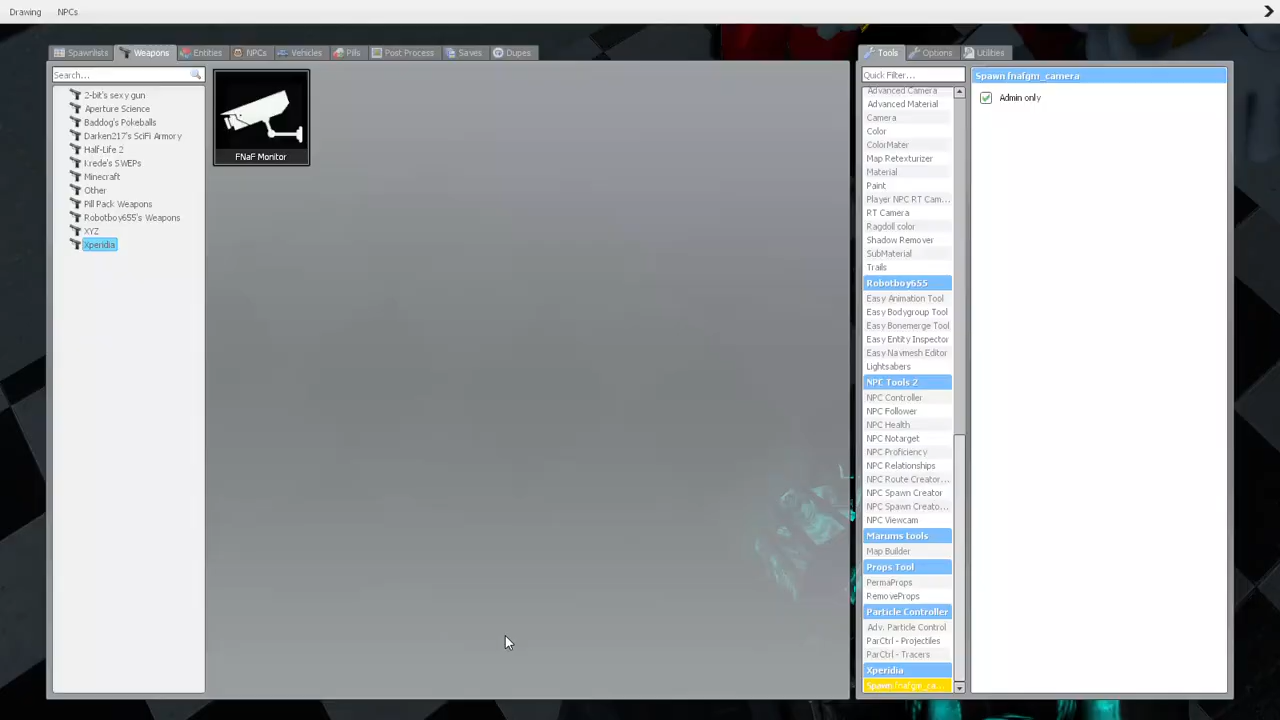 Drawing NPCs
Spawnlists Weapons Entities NPCs Vehicles Pills Post Process Saves Dupes
Search...
2-bit's sexy gun
Aperture Science
Baddog's Pokeballs
Darken217's SciFi Armory
Half-Life 2
Krede's SWEPs
Minecraft
Other
Pill Pack Weapons
Robotboy655's Weapons
XYZ
Xperidia
FNaF Monitor
Tools Options Utilities
Quick Filter...
Advanced Camera
Advanced Material
Camera
Color
ColorMater
Map Retexturizer
Material
Paint
Player NPC RT Cam...
RT Camera
Ragdoll color
Shadow Remover
SubMaterial
Trails
Robotboy655
Easy Animation Tool
Easy Bodygroup Tool
Easy Bonemerge Tool
Easy Entity Inspector
Easy Navmesh Editor
Lightsabers
NPC Tools 2
NPC Controller
NPC Follower
NPC Health
NPC Notarget
NPC Proficiency
NPC Relationships
NPC Route Creator...
NPC Spawn Creator
NPC Spawn Creato...
NPC Viewcam
Marums tools
Map Builder
Props Tool
PermaProps
RemoveProps
Particle Controller
Adv. Particle Control
ParCtrl - Projectiles
ParCtrl - Tracers
Xperidia
Spawn fnafgm_ca...
Spawn fnafgm_camera
Admin only